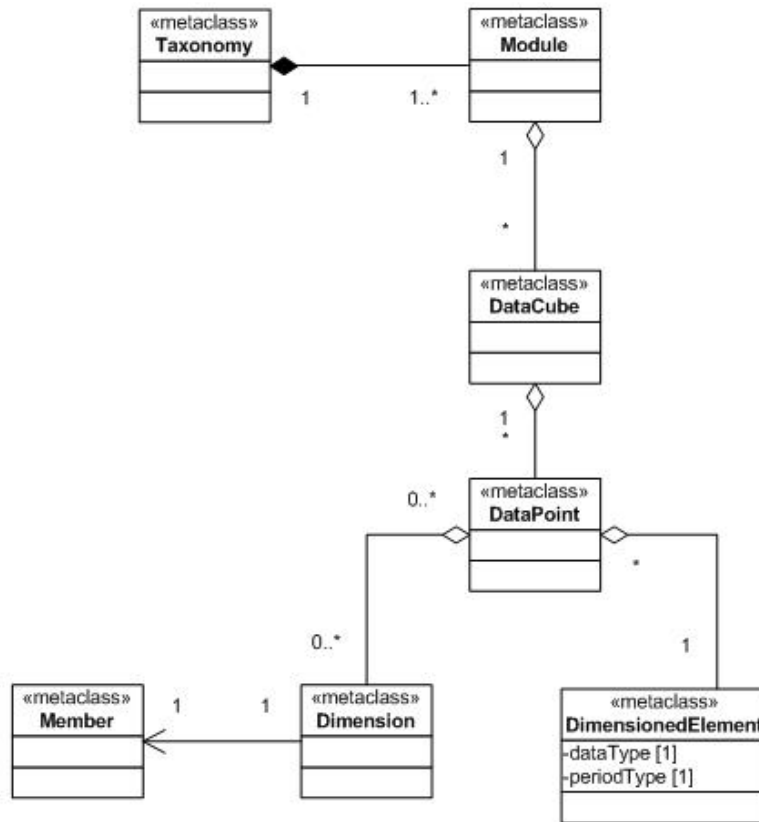 «metaclass»
Taxonomy
«metaclass»
Module
1
1..*
1
*
«metaclass»
DataCube
1
*
«metaclass»
DataPoint
0..*
*
0..*
1
«metaclass»
Member
1
1
«metaclass»
Dimension
«metaclass»
DimensionedElement
-dataType [1]
-periodType [1]